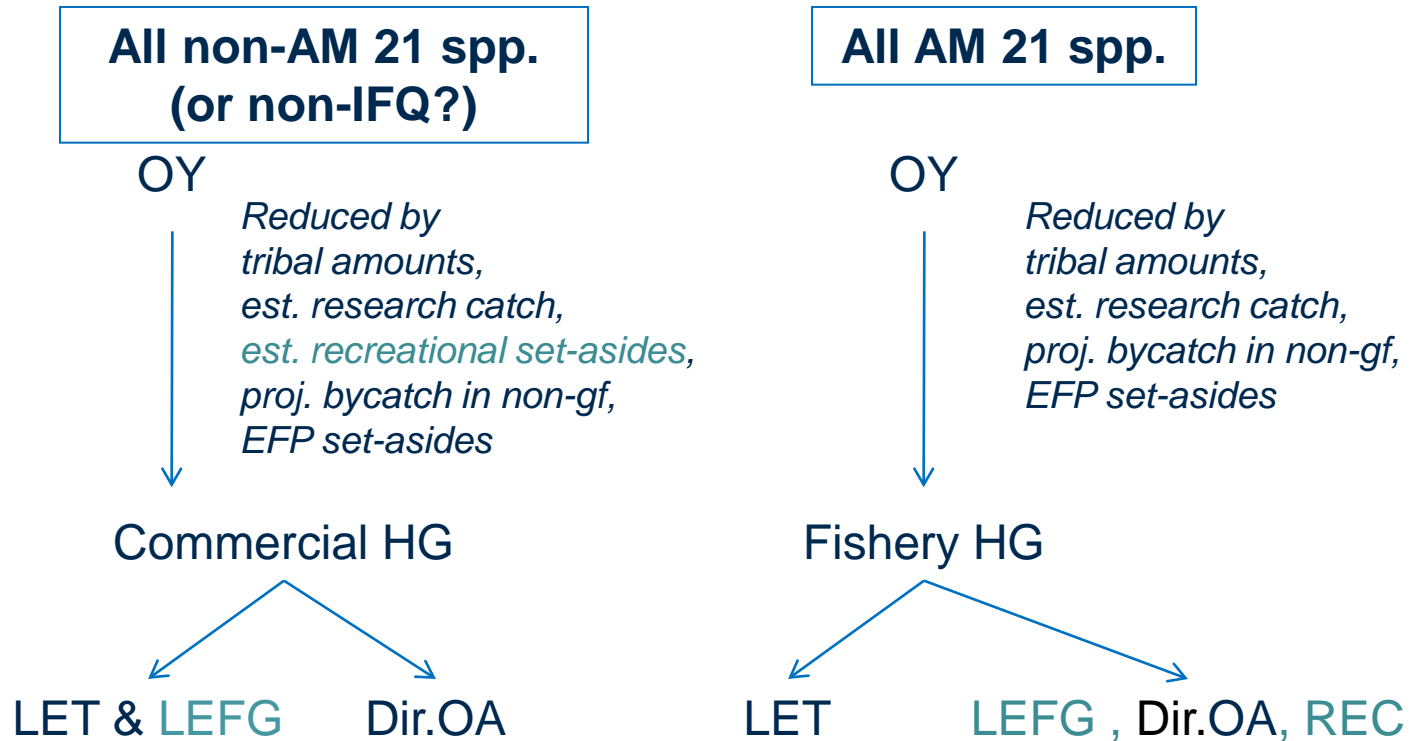 All non-AM 21 spp.
(or non-IFQ?)
OY
Reduced by
tribal amounts,
est. research catch,
est. recreational set-asides,
proj. bycatch in non-gf,
EFP set-asides
Commercial HG
LET & LEFG
Dir.OA
All AM 21 spp.
OY
Reduced by
tribal amounts,
est. research catch,
proj. bycatch in non-gf,
EFP set-asides
Fishery HG
LET
LEFG , Dir.OA, REC